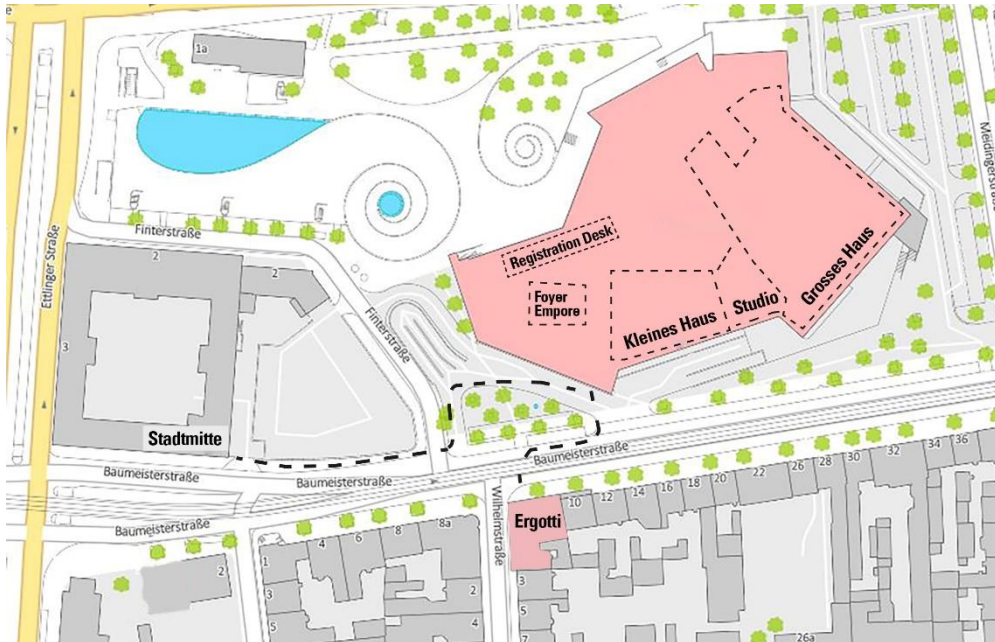 1a
Meidingerstraße
Finterstraße
Ettlinger Straße
2
2
3
Finterstraße
Registration Desk
Foyer
Empore
Kleines Haus
Studio
Grosses Haus
Stadtmitte
Baumeisterstraße
Baumeisterstraße
Baumeisterstraße
Baumeisterstraße
Wilhelmstraße
Ergotti
10
12
14
16
18
20
22
26
28
30
32
34
36
2
1
3
5
4
6
8
8a
2
4
3
5
7
26a